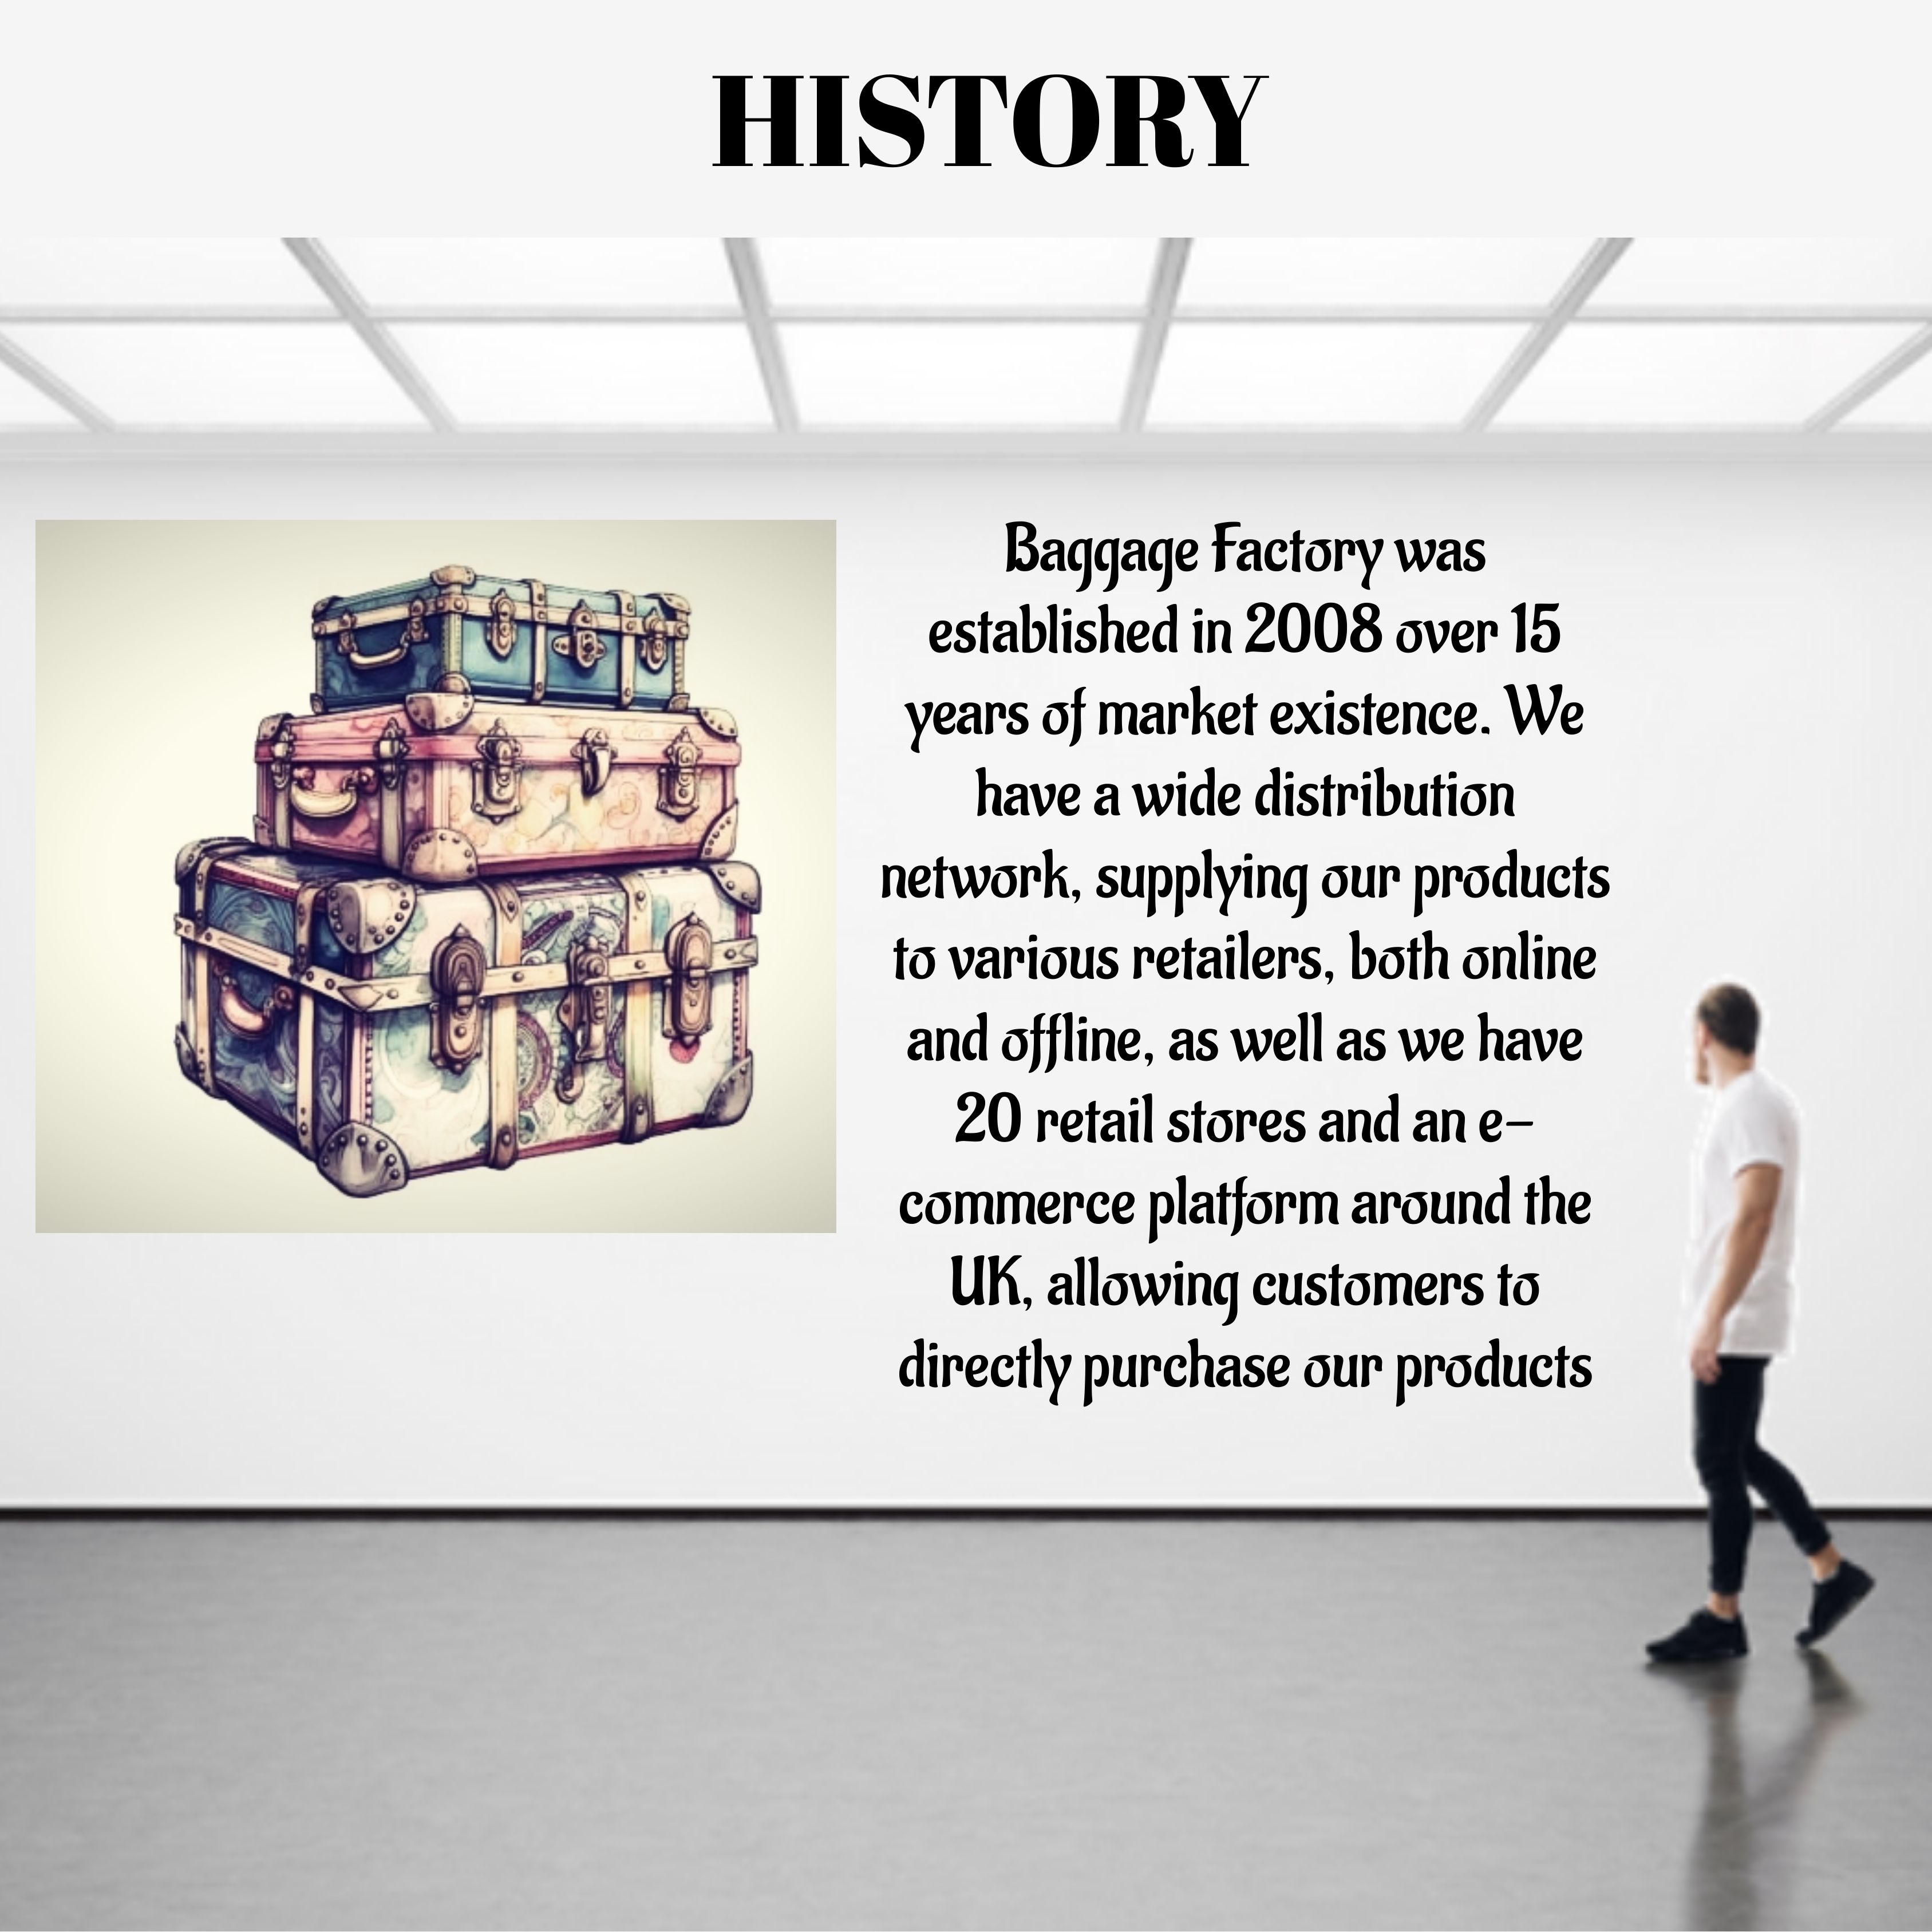 HISTORY
Baggage Factory was
established in 2008 over 15
years of market existence. We
have a wide distribution
network, supplying our products
to various retailers, both online
and offline, as well as we have
20 retail stores and an e-
commerce platform around the
UK, allowing customers to
directly purchase our products